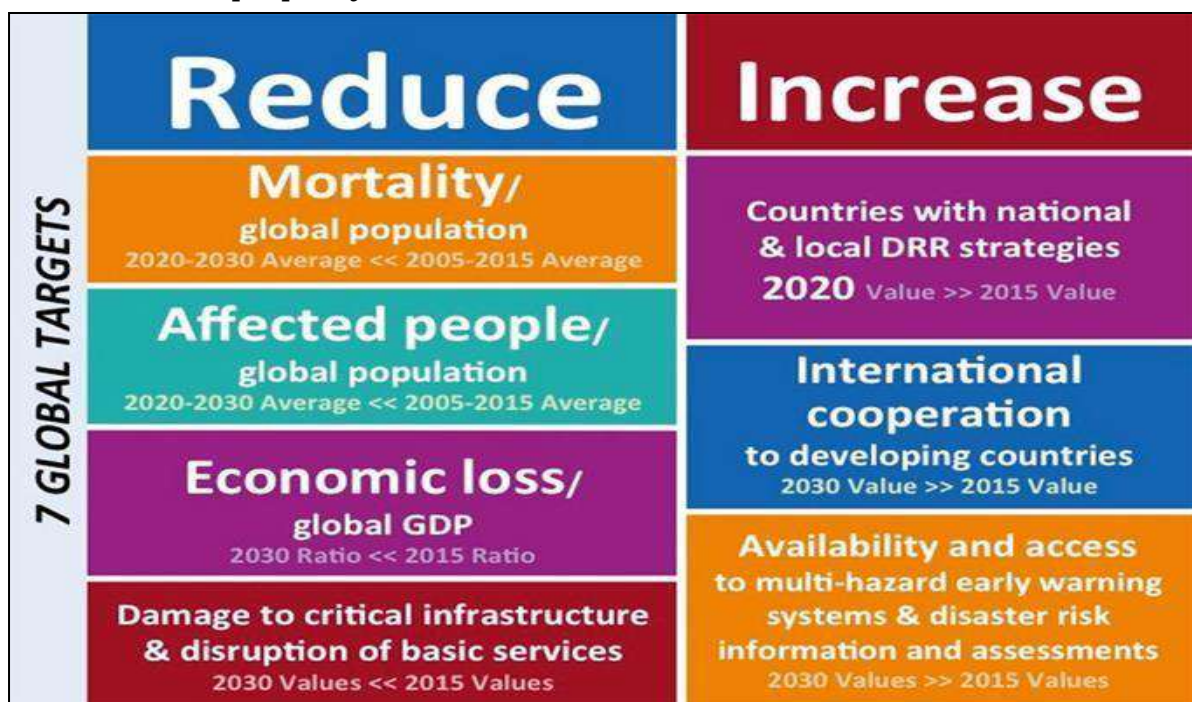 7 GLOBAL TARGETS
Reduce
Mortality/
global population
2020-2030 Average << 2005-2015 Average
Affected people/
global population
2020-2030 Average << 2005-2015 Average
Economic loss/
global GDP
2030 Ratio << 2015 Ratio
Damage to critical infrastructure
& disruption of basic services
2030 Values << 2015 Values
Increase
Countries with national
& local DRR strategies
2020 Value >> 2015 Value
International
cooperation
to developing countries
2030 Value >> 2015 Value
Availability and access
to multi-hazard early warning
systems & disaster risk
information and assessments
2030 Values >> 2015 Values